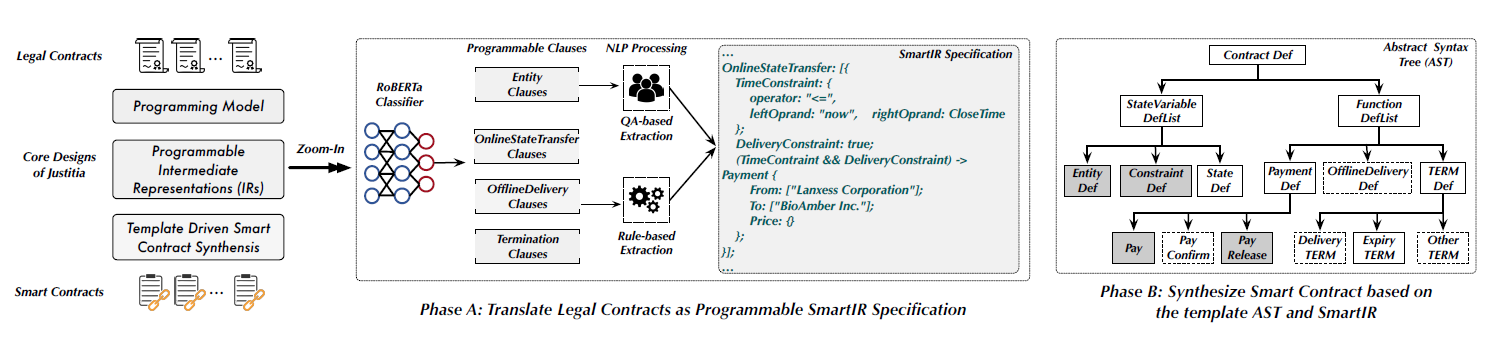 Legal Contracts
...
Programming Model
Core Designs
of Justitia
Programmable
Intermediate
Representations (IRs)
Template Driven Smart
Contract Synthensis
Smart Contracts
...
Zoom-In
RoBERTa
Classifier
Programmable Clauses
Entity
Clauses
OnlineStateTransfer
Clauses
OfflineDelivery
Clauses
Termination
Clauses
NLP Processing
QA-based
Extraction
Rule-based
Extraction
SmartIR Specification
...
OnlineStateTransfer: [{
TimeConstraint: {
operator: "<=",
leftOprand: "now", rightOprand: CloseTime
};
DeliveryConstraint: true;
(TimeContraint && DeliveryConstraint) ->
Payment {
From: ["Lanxess Corporation"];
To: ["BioAmber Inc."];
Price: {}
};
}];
...
Phase A: Translate Legal Contracts as Programmable SmartIR Specification
Abstract Syntax
Tree (AST)
Contract Def
StateVariable
DefList
Function
DefList
Entity
Def
Constraint
Def
State
Def
Payment
Def
OfflineDelivery
Def
TERM
Def
Pay
Pay
Confirm
Pay
Release
Delivery
TERM
Expiry
TERM
Other
TERM
Phase B: Synthesize Smart Contract based on
the template AST and SmartIR